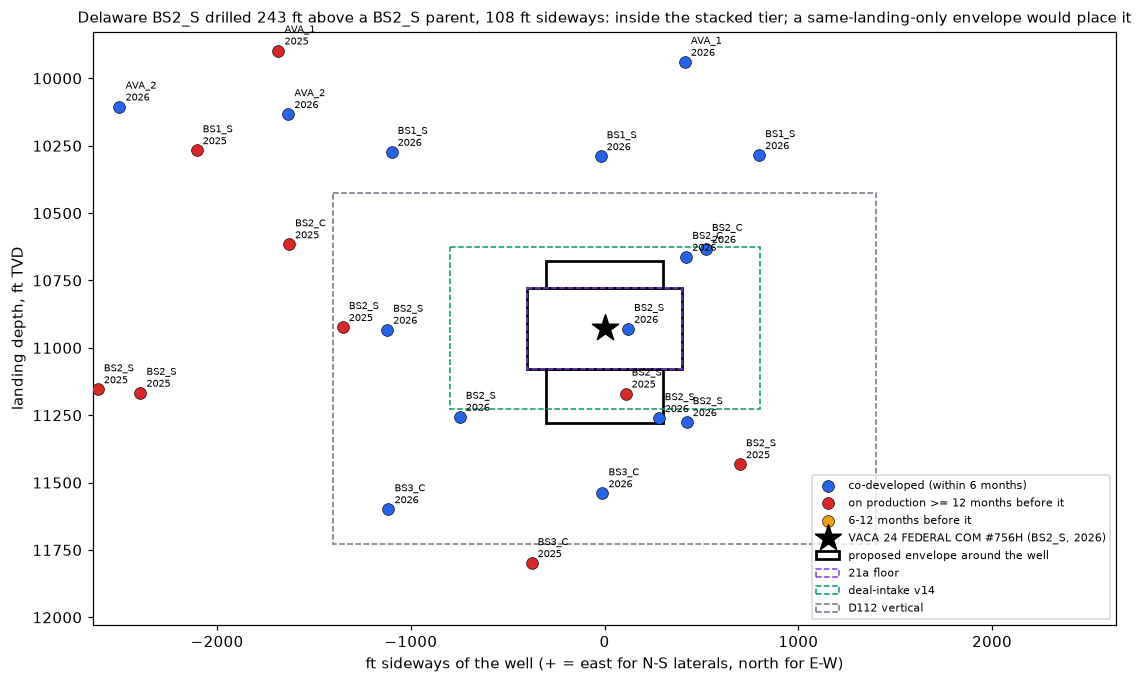 Delaware BS2_S drilled 243 ft above a BS2_S parent, 108 ft sideways: inside the stacked tier; a same-landing-only envelope would place it
AVA_1
2025
AVA_1
2026
10000
AVA_2
2026
AVA_2
2026
BS1_S
2025
BS1_S
2026
BS1_S
2026
BS1_S
2026
10250
10500
BS2_C
2025
BS2_C
2026
BS2_C
2026
10750
BS2_S
2025
BS2_S
2026
BS2_S
2026
11000
BS2_S
2025
BS2_S
2025
BS2_S
2025
BS2_S
2026
BS2_S
2026
BS2_S
2026
11250
BS2_S
2025
11500
BS3_C
2026
BS3_C
2026
BS3_C
2025
11750
12000
landing depth, ft TVD
co-developed (within 6 months)
on production >= 12 months before it
6-12 months before it
VACA 24 FEDERAL COM #756H (BS2_S, 2026)
proposed envelope around the well
21a floor
deal-intake v14
D112 vertical
−2000
−1000
0
1000
2000
ft sideways of the well (+ = east for N-S laterals, north for E-W)